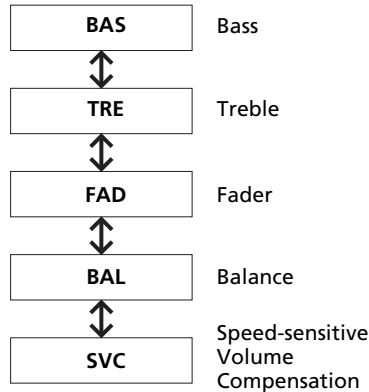 BAS Bass
TRE Treble
FAD Fader
BAL Balance
Speed-sensitive
SVC Volume
Compensation